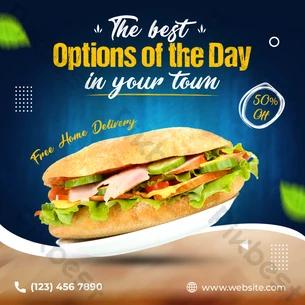 The best
Options of the Day
in your town
50%
Off
Free Home Delivery
(123) 456 7890
www.website.com